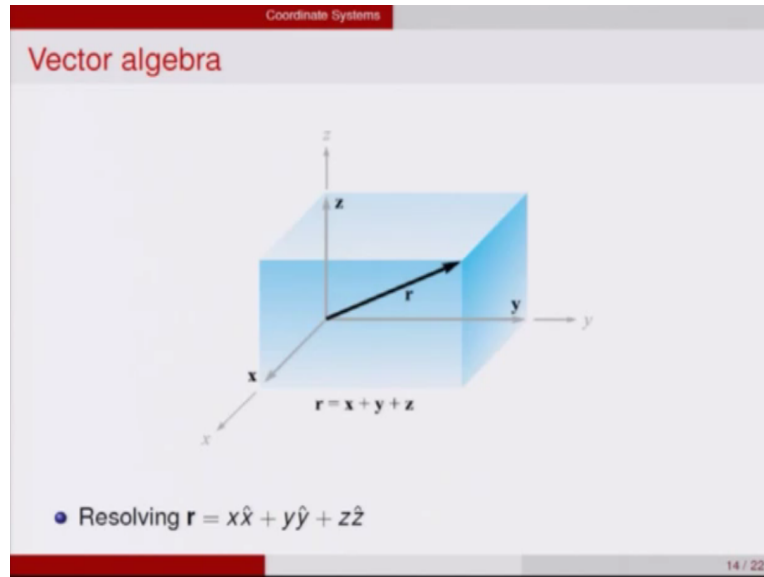 Coordinate Systems
Vector algebra
z
z
r
y
y
x
r = x + y + z
x
Resolving r = xx̂ + yŷ + zẑ
14 / 22